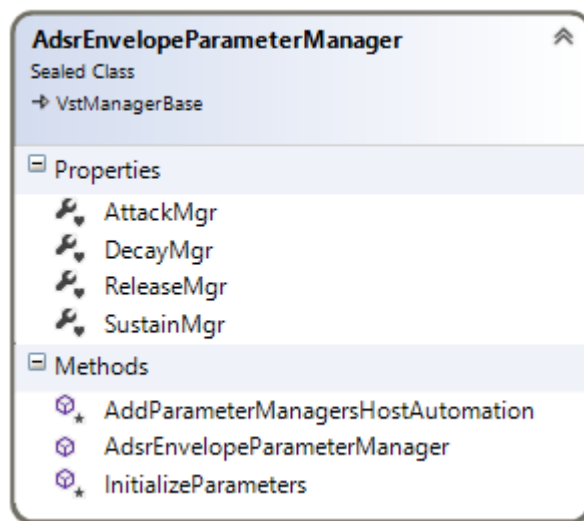 AdsrEnvelopeParameterManager
Sealed Class
VstManagerBase
Properties
AttackMgr
DecayMgr
ReleaseMgr
SustainMgr
Methods
AddParameterManagersHostAutomation
AdsrEnvelopeParameterManager
InitializeParameters